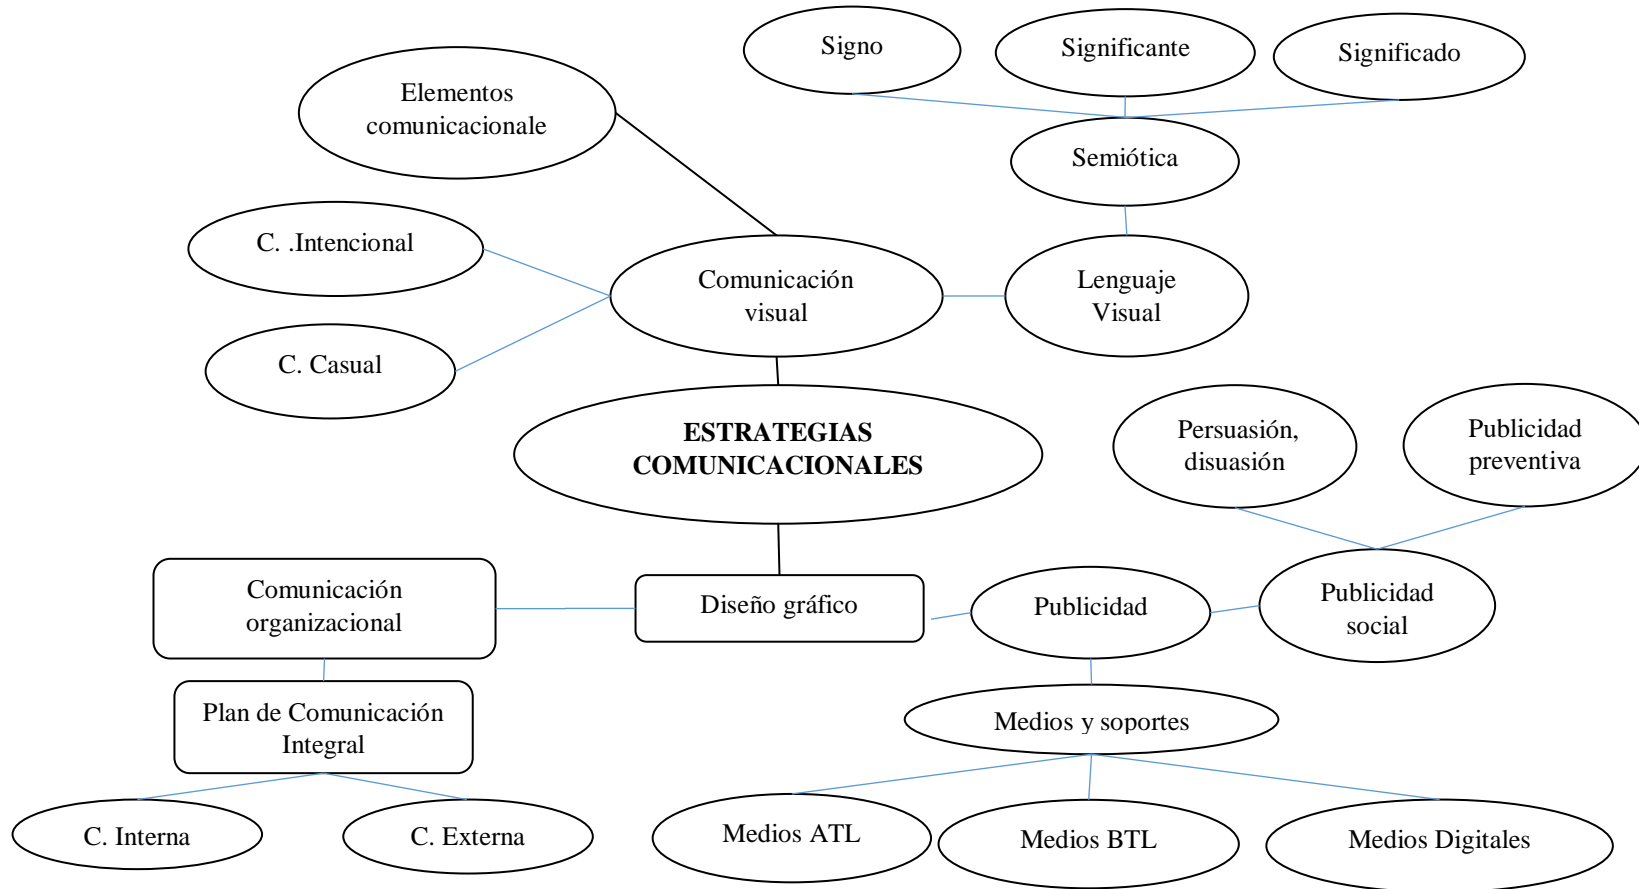 Signo
Significante
Significado
Elementos
comunicacionale
Semiótica
C. .Intencional
Comunicación
visual
Lenguaje
Visual
C. Casual
ESTRATEGIAS
COMUNICACIONALES
Persuasión,
disuasión
Publicidad
preventiva
Comunicación
organizacional
Diseño gráfico
Publicidad
Publicidad
social
Plan de Comunicación
Integral
Medios y soportes
C. Interna
C. Externa
Medios ATL
Medios BTL
Medios Digitales